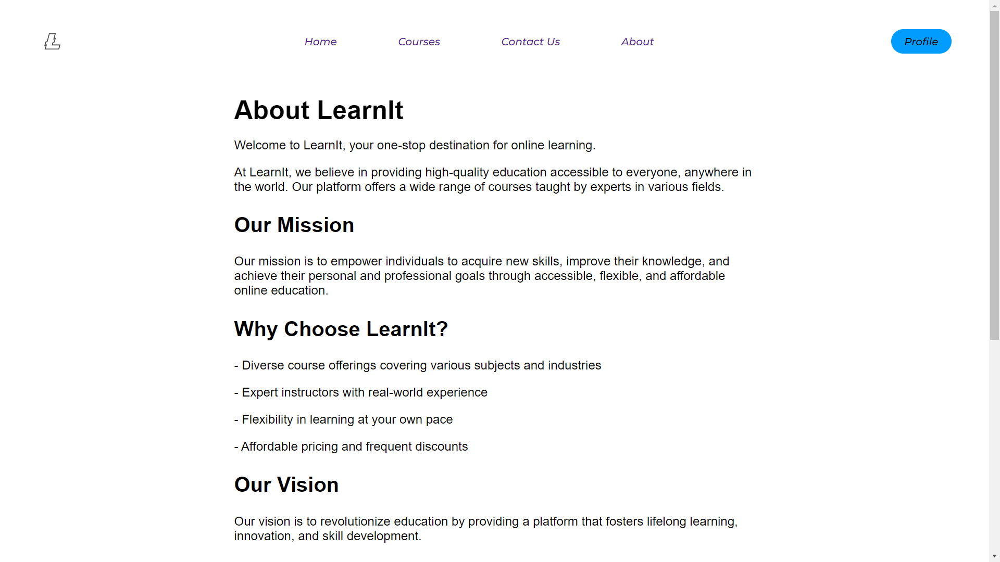 Home Courses Contact Us About Profile
About LearnIt
Welcome to LearnIt, your one-stop destination for online learning.
At LearnIt, we believe in providing high-quality education accessible to everyone, anywhere in
the world. Our platform offers a wide range of courses taught by experts in various fields.
Our Mission
Our mission is to empower individuals to acquire new skills, improve their knowledge, and
achieve their personal and professional goals through accessible, flexible, and affordable
online education.
Why Choose LearnIt?
- Diverse course offerings covering various subjects and industries
- Expert instructors with real-world experience
- Flexibility in learning at your own pace
- Affordable pricing and frequent discounts
Our Vision
Our vision is to revolutionize education by providing a platform that fosters lifelong learning,
innovation, and skill development.